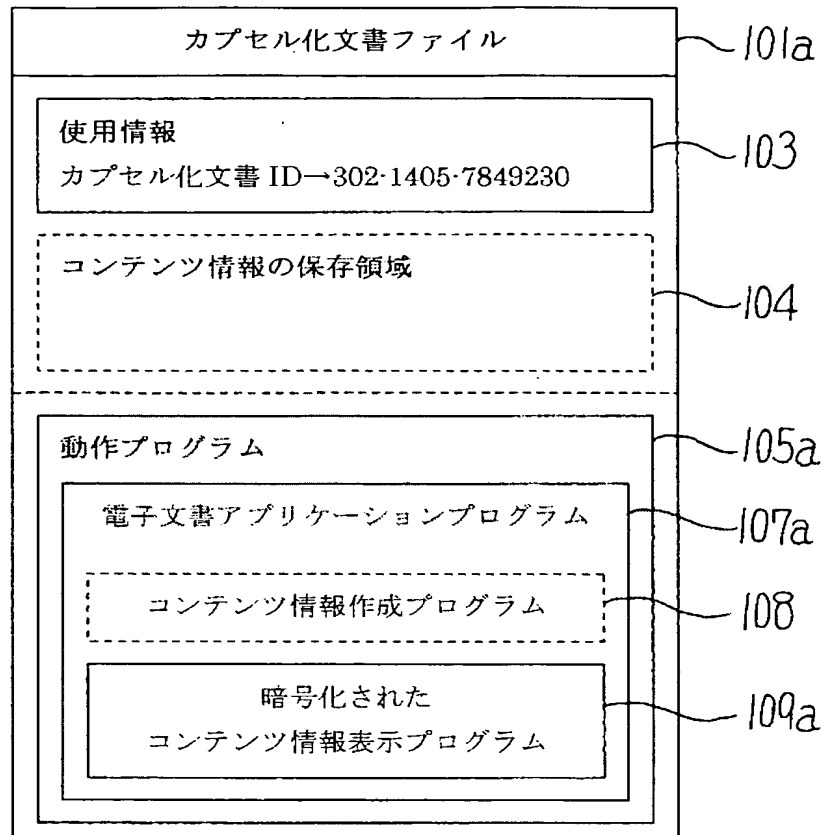 カプセル化文書ファイル
101a
使用情報
カプセル化文書 ID→302-1405-7849230
103
コンテンツ情報の保存領域
104
動作プログラム
105a
電子文書アプリケーションプログラム
107a
コンテンツ情報作成プログラム
108
暗号化された
コンテンツ情報表示プログラム
109a